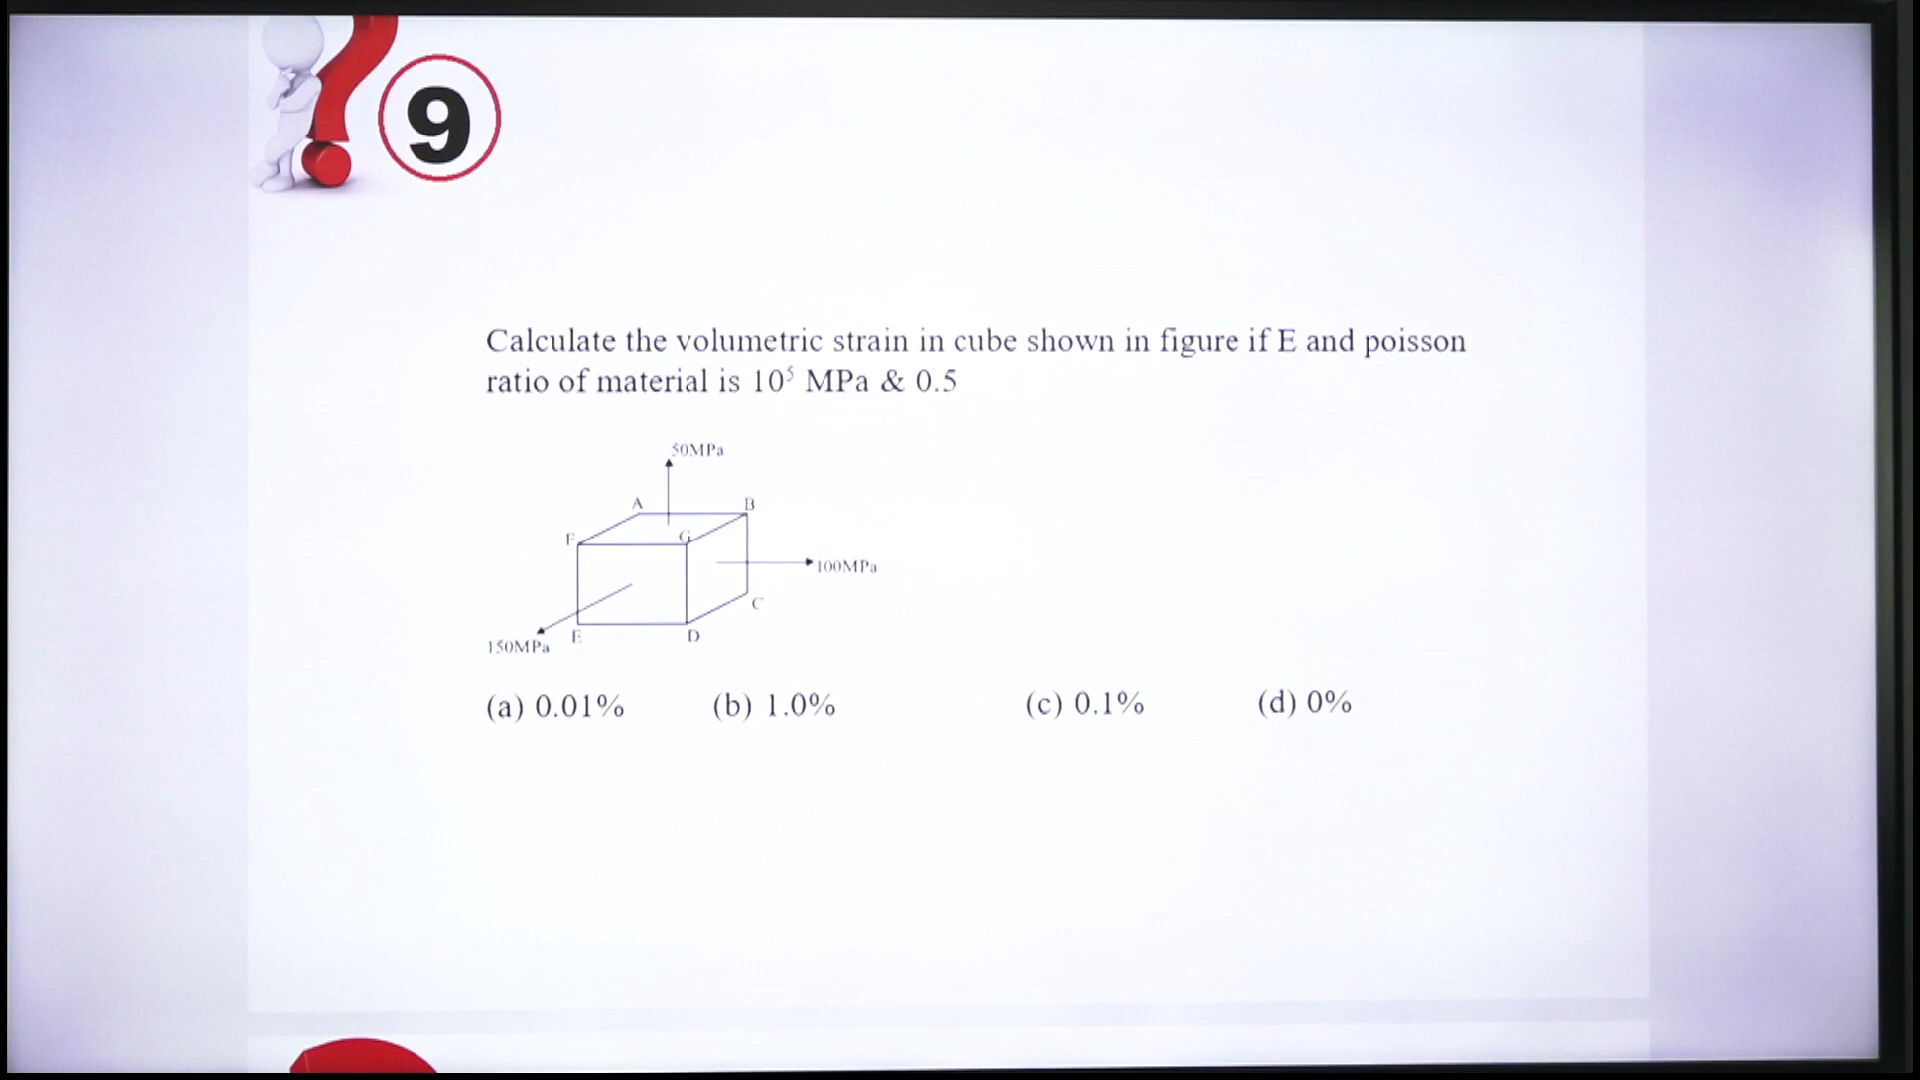 9
Calculate the volumetric strain in cube shown in figure if E and poisson
ratio of material is 10⁵ MPa & 0.5
50MPa
A
B
F
G
100MPa
C
E
D
150MPa
(a) 0.01% (b) 1.0% (c) 0.1% (d) 0%